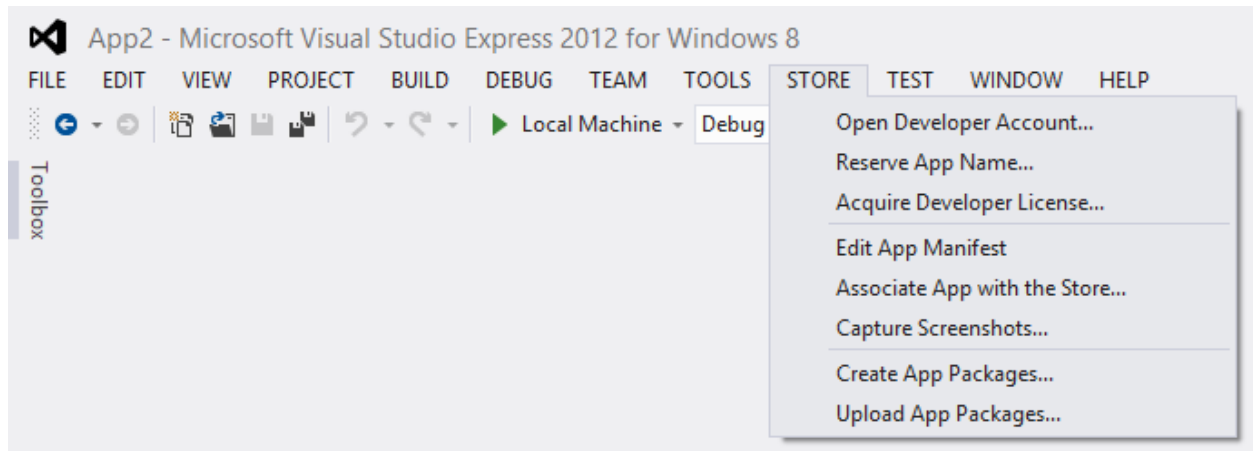 App2 - Microsoft Visual Studio Express 2012 for Windows 8
FILE EDIT VIEW PROJECT BUILD DEBUG TEAM TOOLS STORE TEST WINDOW HELP
Local Machine Debug
Toolbox
Open Developer Account...
Reserve App Name...
Acquire Developer License...
Edit App Manifest
Associate App with the Store...
Capture Screenshots...
Create App Packages...
Upload App Packages...